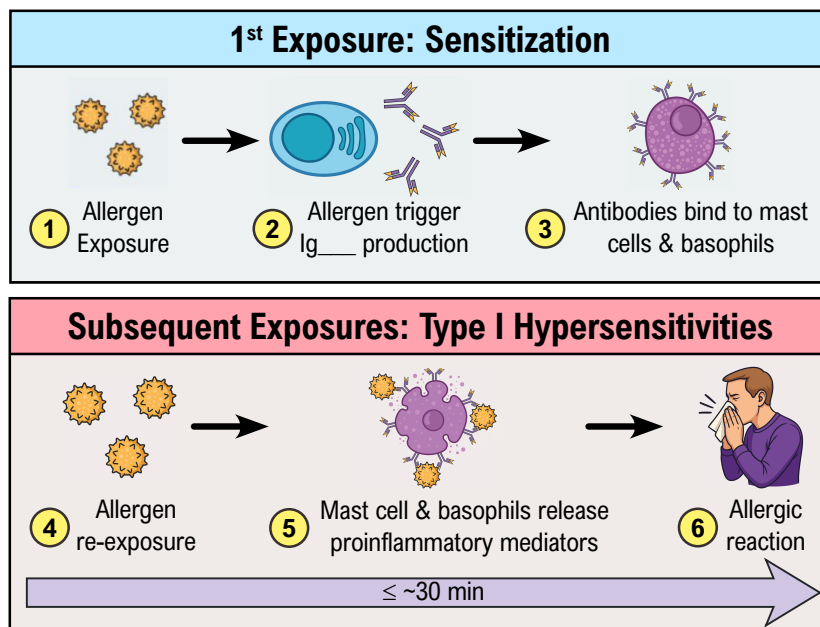 1st Exposure: Sensitization
1
Allergen
Exposure
2
Allergen trigger
Ig___ production
3
Antibodies bind to mast
cells & basophils
Subsequent Exposures: Type I Hypersensitivities
4
Allergen
re-exposure
5
Mast cell & basophils release
proinflammatory mediators
6
Allergic
reaction
≤ ~30 min